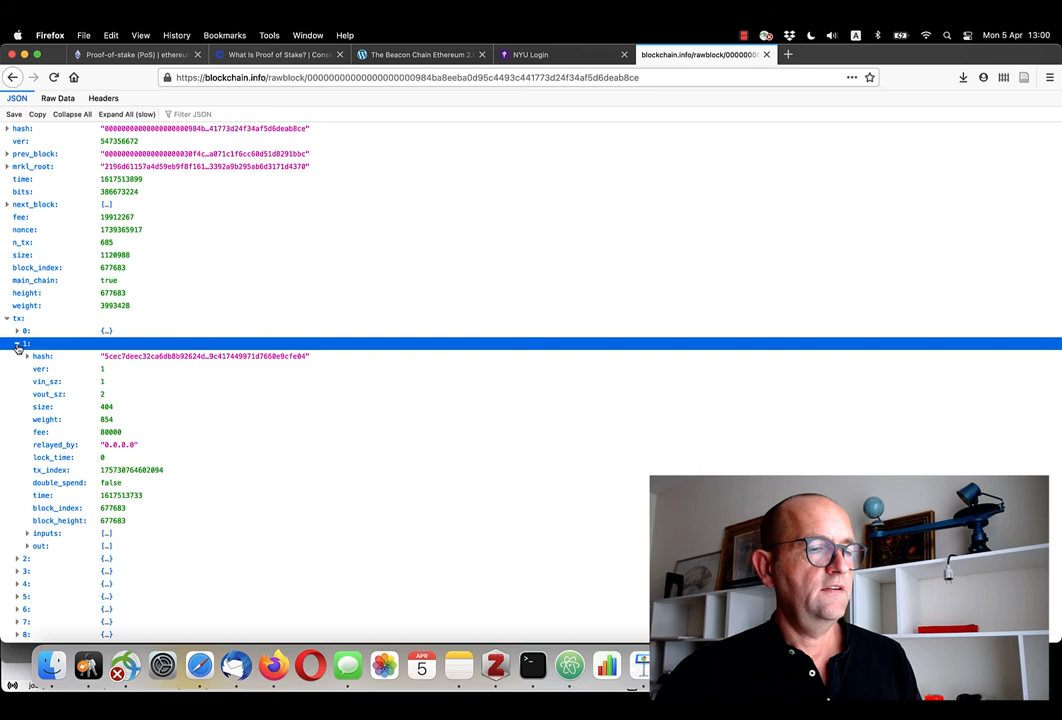 Firefox File Edit View History Bookmarks Tools Window Help A Mon 5 Apr 13:00
Proof-of-stake (PoS) | ethereu × What Is Proof of Stake? | Cons × The Beacon Chain Ethereum 2. × NYU Login × blockchain.info/rawblock/0000000 × +
https://blockchain.info/rawblock/0000000000000000000984ba8eeba0d95c4493c441773d24f34af5d6deab8ce
JSON Raw Data Headers
Save Copy Collapse All Expand All (slow) Filter JSON
hash: "00000000000000000000984b…41773d24f34af5d6deab8ce"
ver: 547356672
prev_block: "000000000000000000030f4c…a071c1f6cc60d51d8291bbc"
mrkl_root: "2196d61157a4d59eb9f8f161…3392a9b295ab6d3171d4370"
time: 1617513899
bits: 386673224
next_block: […]
fee: 19912267
nonce: 1739365917
n_tx: 685
size: 1120988
block_index: 677683
main_chain: true
height: 677683
weight: 3993428
tx:
0: {…}
1:
hash: "5cec7deec32ca6db8b92624d…9c417449971d7660e9cfe04"
ver: 1
vin_sz: 1
vout_sz: 2
size: 404
weight: 854
fee: 80000
relayed_by: "0.0.0.0"
lock_time: 0
tx_index: 175730764602094
double_spend: false
time: 1617513733
block_index: 677683
block_height: 677683
inputs: […]
out: […]
2: {…}
3: {…}
4: {…}
5: {…}
6: {…}
7: {…}
8: {…}
APR
5
Z